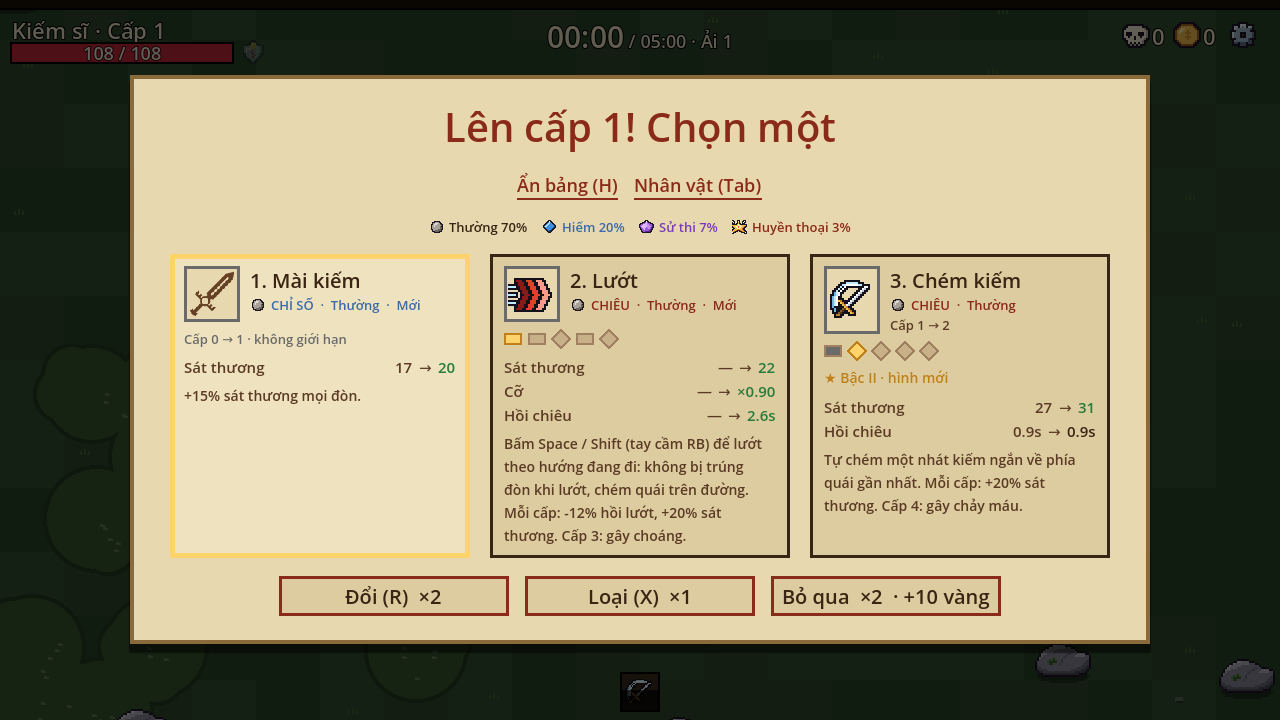 Kiếm sĩ · Cấp 1
108 / 108
00:00 / 05:00 · Ải 1
0
0
Lên cấp 1! Chọn một
Ẩn bảng (H)
Nhân vật (Tab)
Thường 70%
Hiếm 20%
Sử thi 7%
Huyền thoại 3%
1. Mài kiếm
CHỈ SỐ · Thường · Mới
Cấp 0 → 1 · không giới hạn
Sát thương 17 → 20
+15% sát thương mọi đòn.
2. Lướt
CHIÊU · Thường · Mới
Sát thương — → 22
Cỡ — → ×0.90
Hồi chiêu — → 2.6s
Bấm Space / Shift (tay cầm RB) để lướt
theo hướng đang đi: không bị trúng
đòn khi lướt, chém quái trên đường.
Mỗi cấp: -12% hồi lướt, +20% sát
thương. Cấp 3: gây choáng.
3. Chém kiếm
CHIÊU · Thường
Cấp 1 → 2
★ Bậc II · hình mới
Sát thương 27 → 31
Hồi chiêu 0.9s → 0.9s
Tự chém một nhát kiếm ngắn về phía
quái gần nhất. Mỗi cấp: +20% sát
thương. Cấp 4: gây chảy máu.
Đổi (R) ×2
Loại (X) ×1
Bỏ qua ×2 · +10 vàng